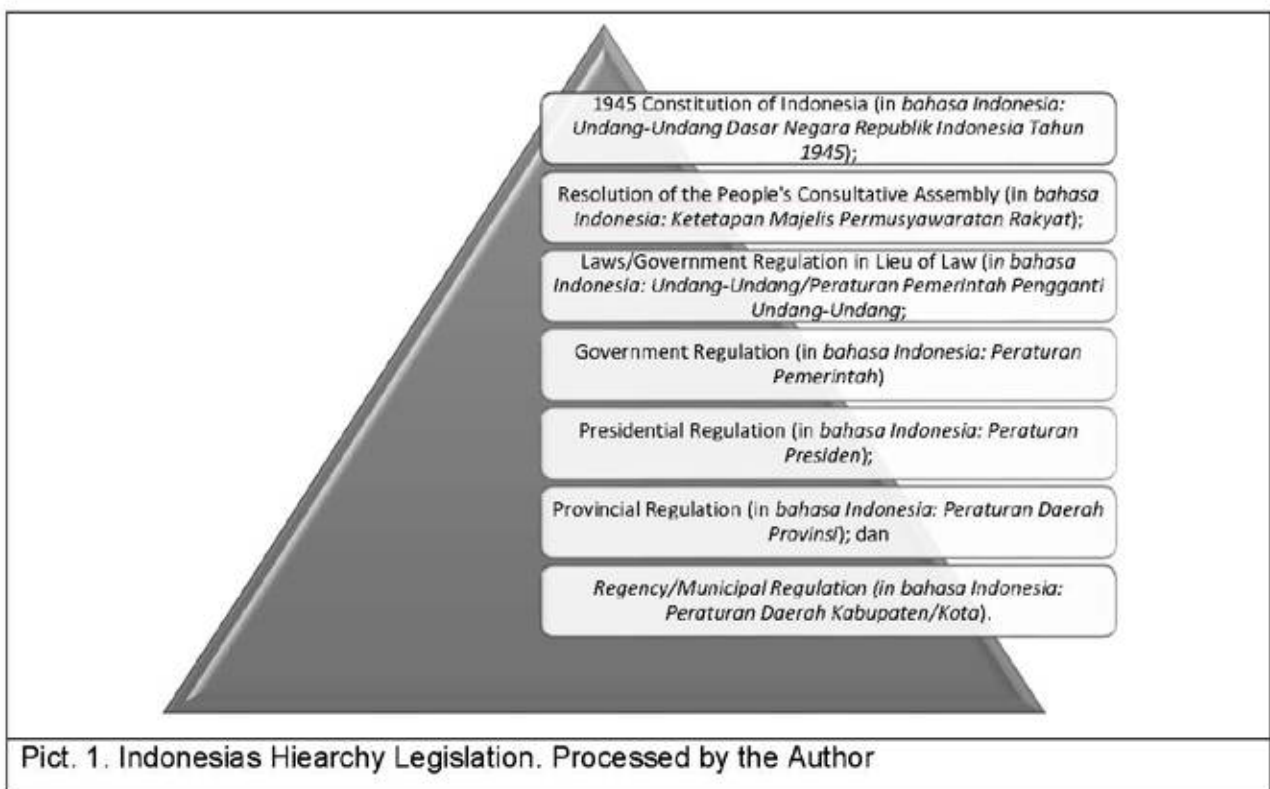 1945 Constitution of Indonesia (in bahasa Indonesia:
Undang-Undang Dasar Negara Republik Indonesia Tahun
1945);
Resolution of the People's Consultative Assembly (in bahasa
Indonesia: Ketetapan Majelis Permusyawaratan Rakyat);
Laws/Government Regulation in Lieu of Law (in bahasa
Indonesia: Undang-Undang/Peraturan Pemerintah Pengganti
Undang-Undang;
Government Regulation (in bahasa Indonesia: Peraturan
Pemerintah)
Presidential Regulation (in bahasa Indonesia: Peraturan
Presiden);
Provincial Regulation (in bahasa Indonesia: Peraturan Daerah
Provinsi); dan
Regency/Municipal Regulation (in bahasa Indonesia:
Peraturan Daerah Kabupaten/Kota).
Pict. 1. Indonesias Hiearchy Legislation. Processed by the Author